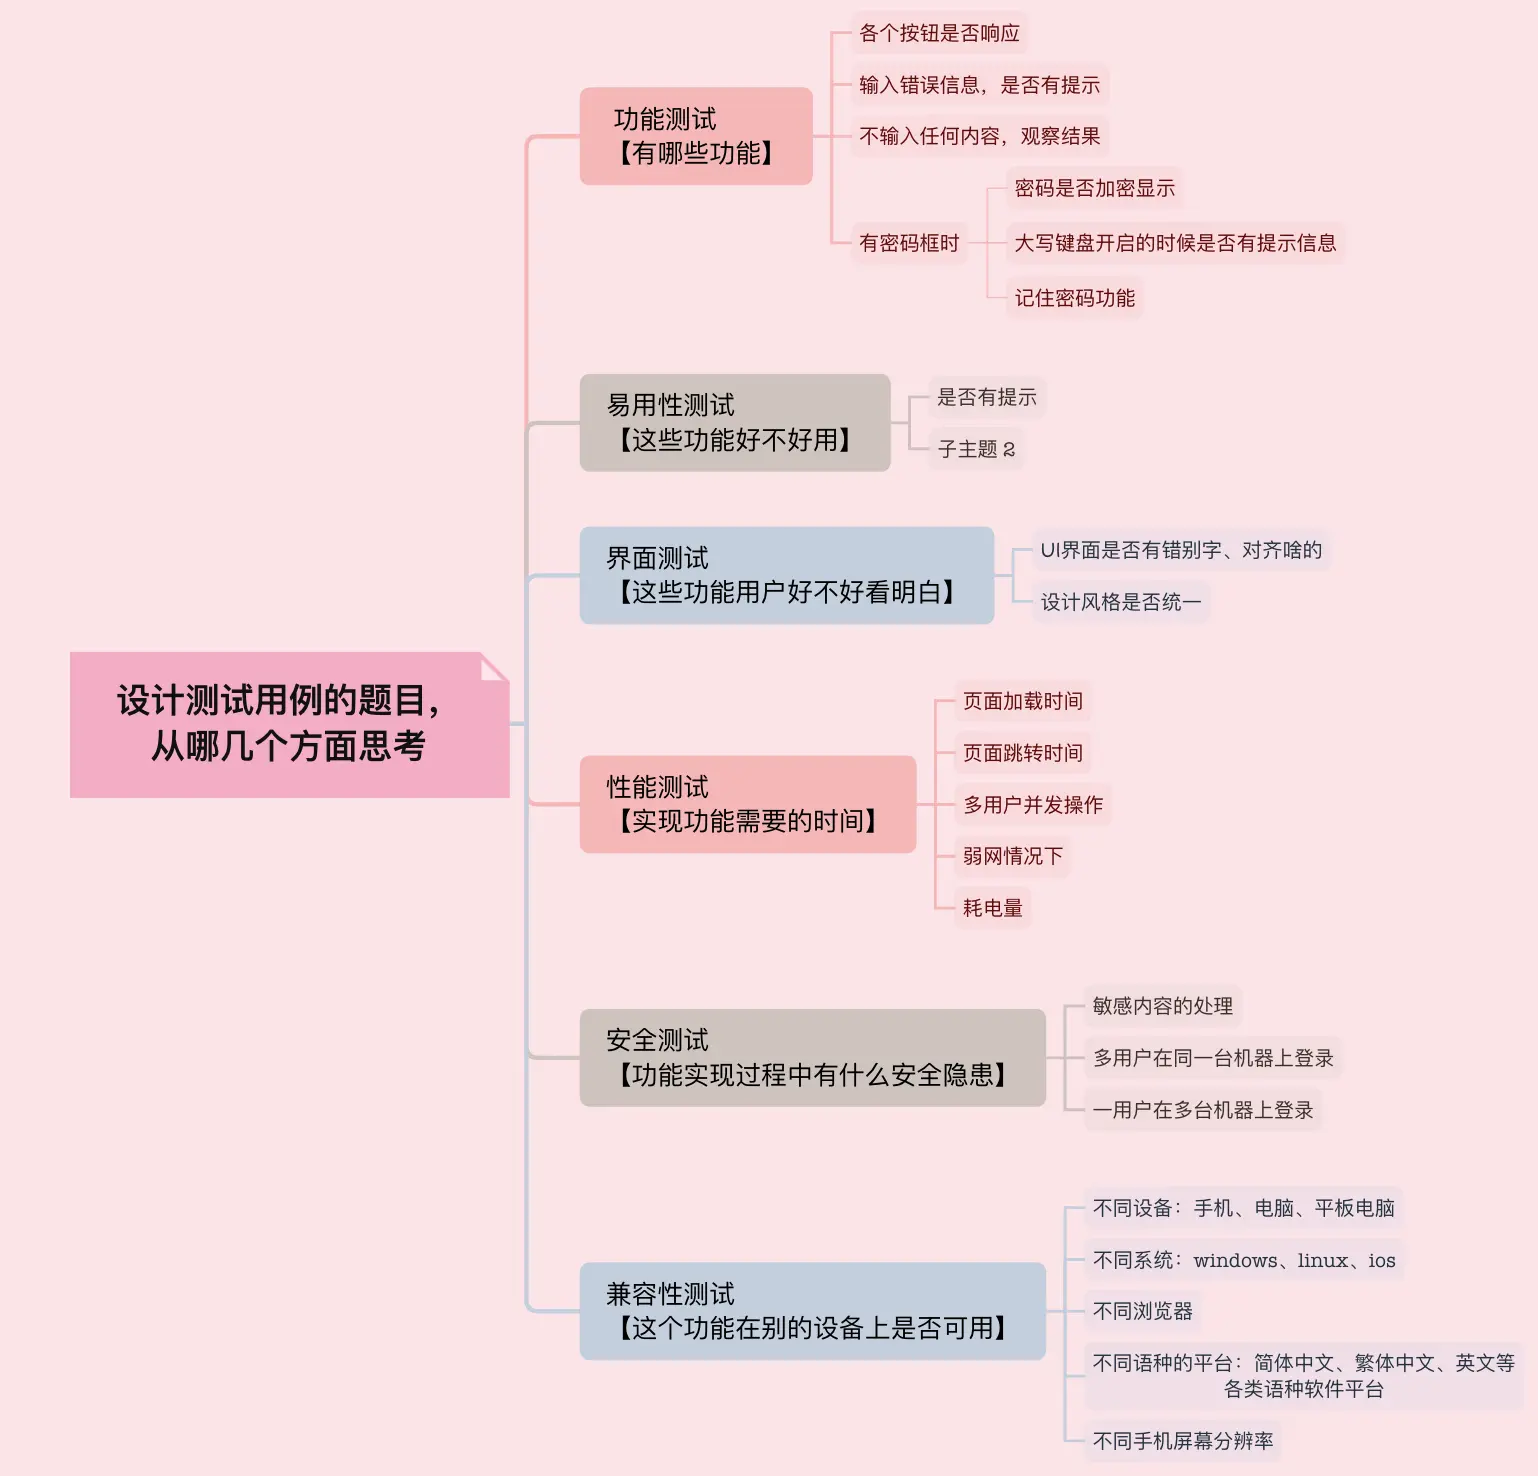 设计测试用例的题目，
从哪几个方面思考
功能测试
【有哪些功能】
各个按钮是否响应
输入错误信息，是否有提示
不输入任何内容，观察结果
有密码框时
密码是否加密显示
大写键盘开启的时候是否有提示信息
记住密码功能
易用性测试
【这些功能好不好用】
是否有提示
子主题 2
界面测试
【这些功能用户好不好看明白】
UI界面是否有错别字、对齐啥的
设计风格是否统一
性能测试
【实现功能需要的时间】
页面加载时间
页面跳转时间
多用户并发操作
弱网情况下
耗电量
安全测试
【功能实现过程中有什么安全隐患】
敏感内容的处理
多用户在同一台机器上登录
一用户在多台机器上登录
兼容性测试
【这个功能在别的设备上是否可用】
不同设备：手机、电脑、平板电脑
不同系统：windows、linux、ios
不同浏览器
不同语种的平台：简体中文、繁体中文、英文等
各类语种软件平台
不同手机屏幕分辨率